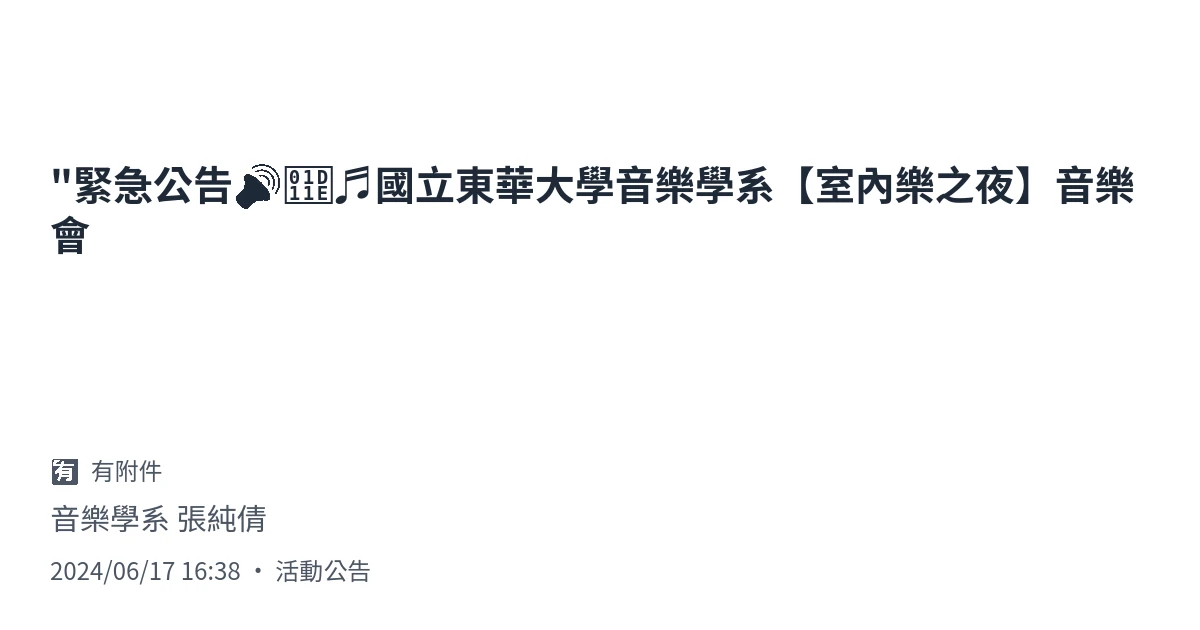 "緊急公告🔊𝄞🎵國立東華大學音樂學系【室內樂之夜】音樂
會
🈶 有附件
音樂學系 張純倩
2024/06/17 16:38 • 活動公告